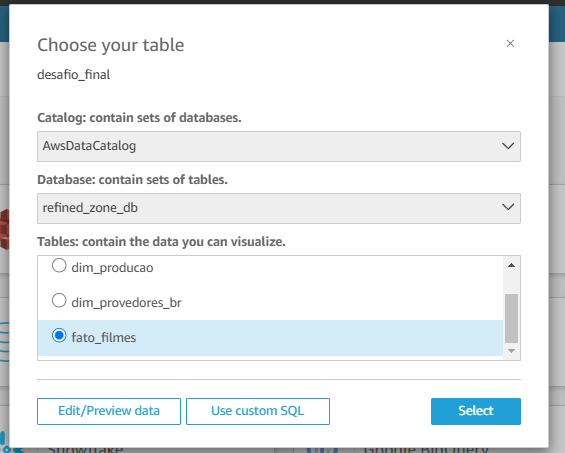 Choose your table
desafio_final
Catalog: contain sets of databases.
AwsDataCatalog
Database: contain sets of tables.
refined_zone_db
Tables: contain the data you can visualize.
dim_producao
dim_provedores_br
fato_filmes
Edit/Preview data
Use custom SQL
Select
Snowflake
Google BigQuery